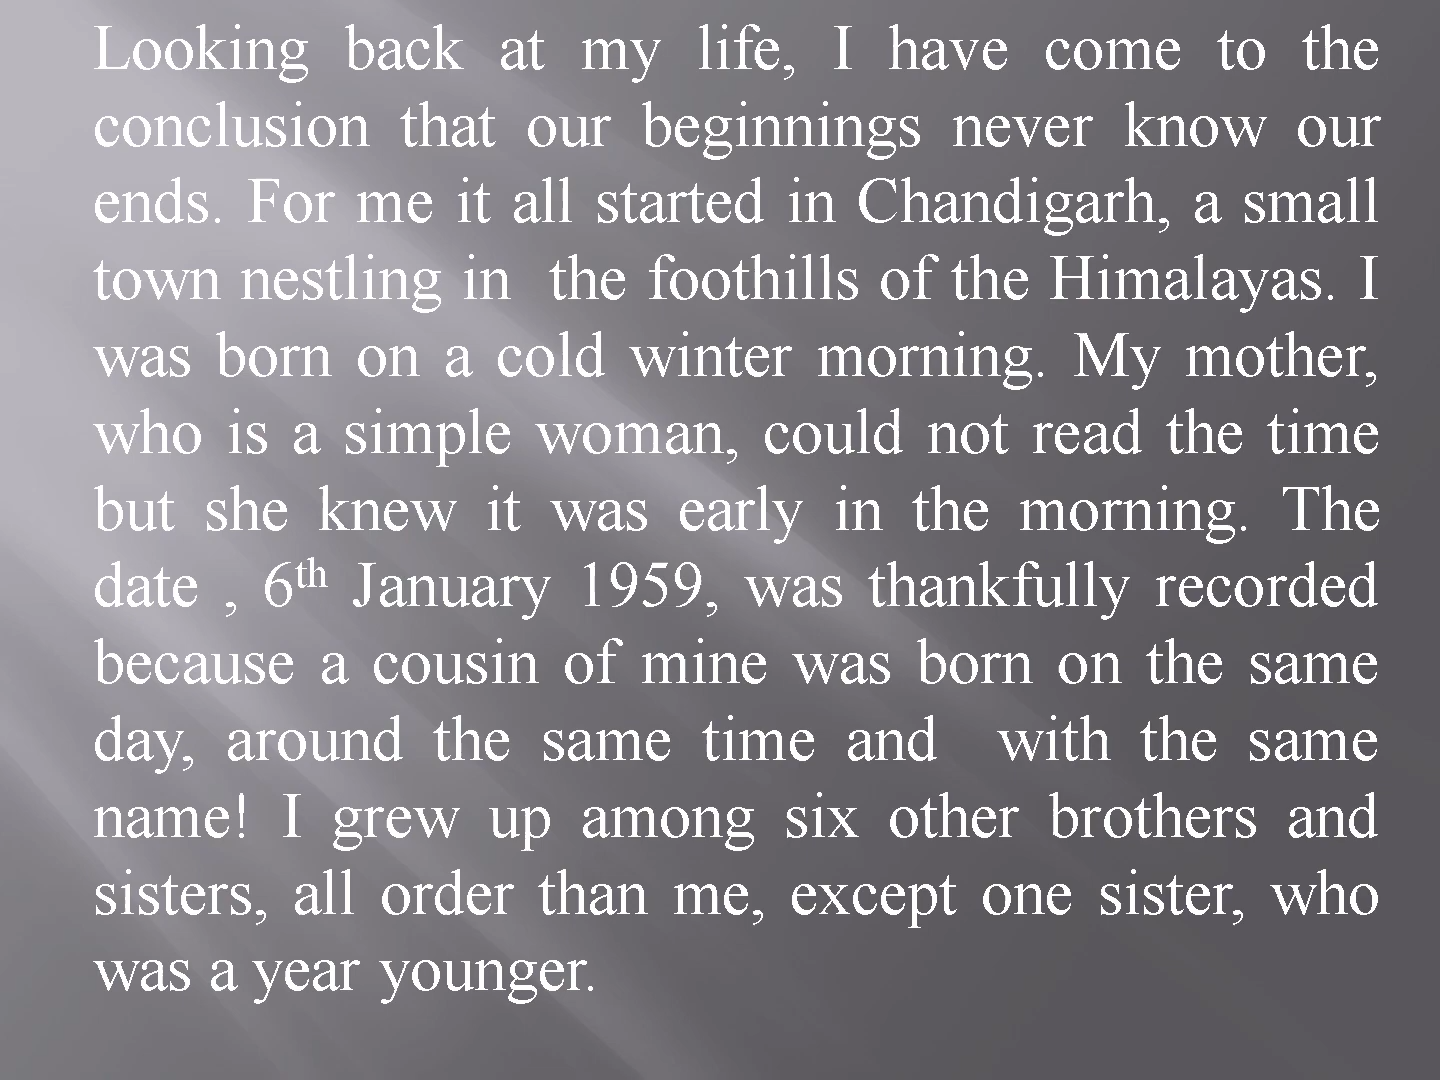 Looking back at my life, I have come to the
conclusion that our beginnings never know our
ends. For me it all started in Chandigarh, a small
town nestling in  the foothills of the Himalayas. I
was born on a cold winter morning. My mother,
who is a simple woman, could not read the time
but she knew it was early in the morning. The
date , 6th January 1959, was thankfully recorded
because a cousin of mine was born on the same
day, around the same time and  with the same
name! I grew up among six other brothers and
sisters, all order than me, except one sister, who
was a year younger.